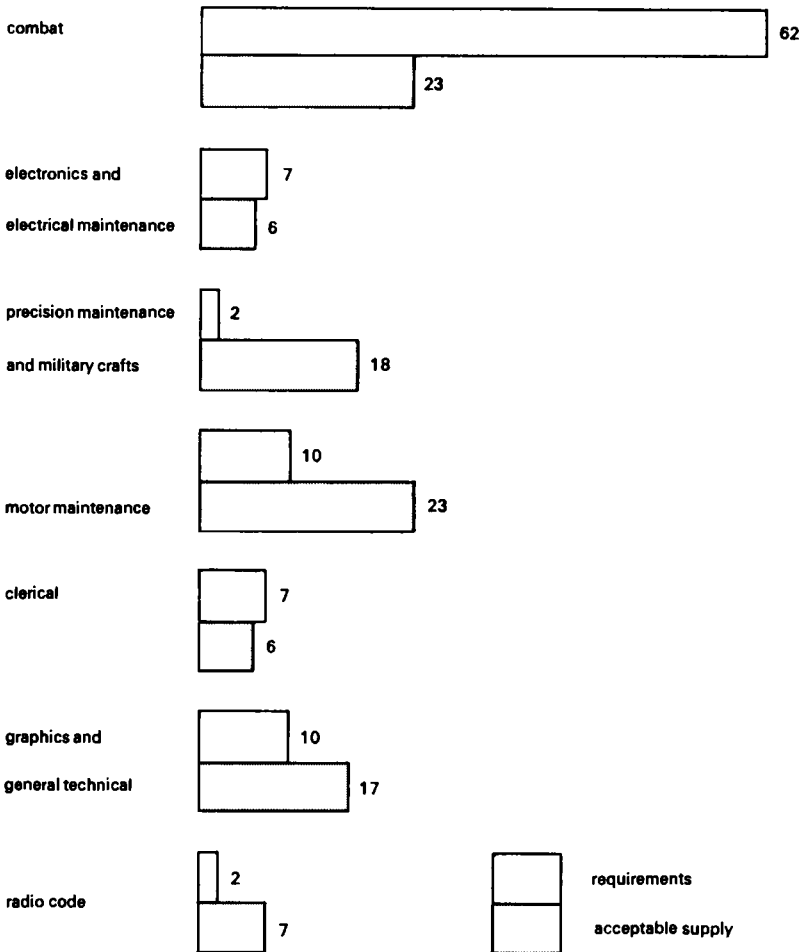 combat
62
23
electronics and
7
electrical maintenance
6
precision maintenance
2
and military crafts
18
10
motor maintenance
23
clerical
7
6
graphics and
10
general technical
17
2
radio code
7
requirements
acceptable supply